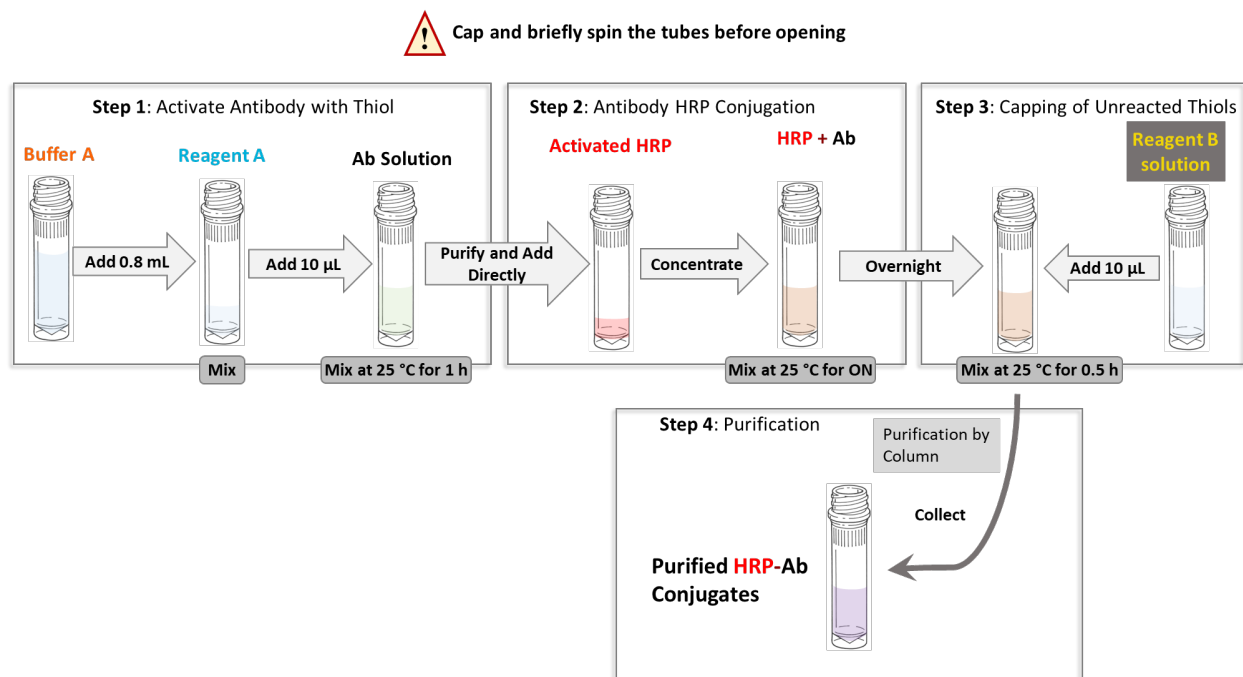 !
Cap and briefly spin the tubes before opening
Step 1: Activate Antibody with Thiol
Buffer A
Reagent A
Ab Solution
Add 0.8 mL
Add 10 µL
Purify and Add
Directly
Mix
Mix at 25 °C for 1 h
Step 2: Antibody HRP Conjugation
Activated HRP
HRP + Ab
Concentrate
Overnight
Mix at 25 °C for ON
Step 3: Capping of Unreacted Thiols
Reagent B
solution
Add 10 µL
Mix at 25 °C for 0.5 h
Step 4: Purification
Purification by
Column
Collect
Purified HRP-Ab
Conjugates